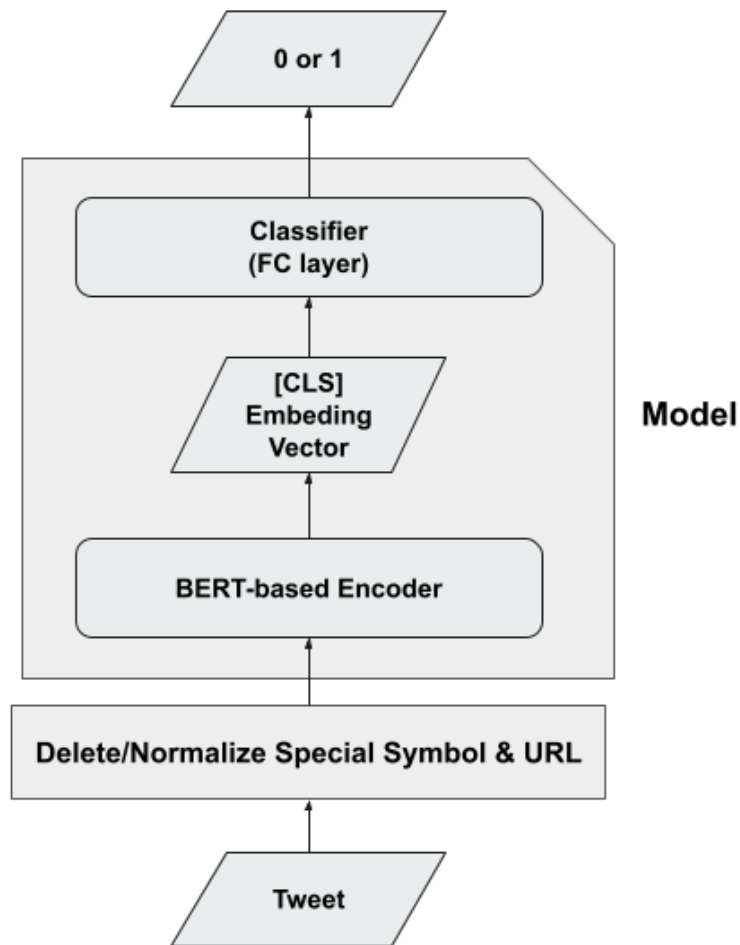 0 or 1
Classifier
(FC layer)
[CLS]
Embeding
Vector
Model
BERT-based Encoder
Delete/Normalize Special Symbol & URL
Tweet